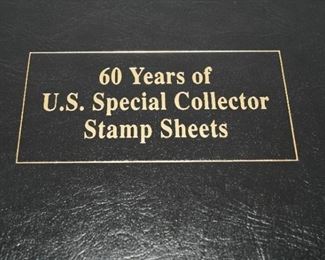 60 Years of
U.S. Special Collector
Stamp Sheets